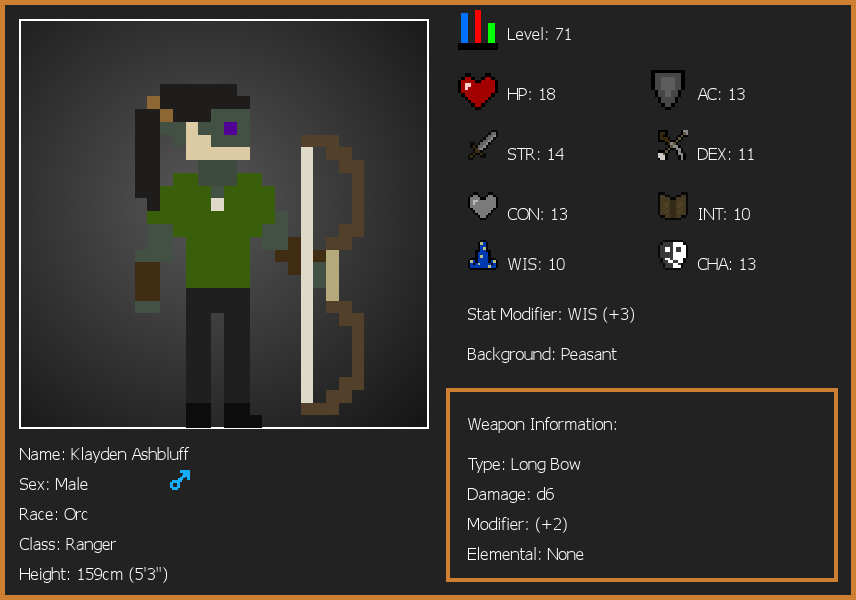 Level: 71
HP: 18
AC: 13
STR: 14
DEX: 11
CON: 13
INT: 10
WIS: 10
CHA: 13
Stat Modifier: WIS (+3)
Background: Peasant
Weapon Information:
Type: Long Bow
Damage: d6
Modifier: (+2)
Elemental: None
Name: Klayden Ashbluff
Sex: Male
Race: Orc
Class: Ranger
Height: 159cm (5'3")